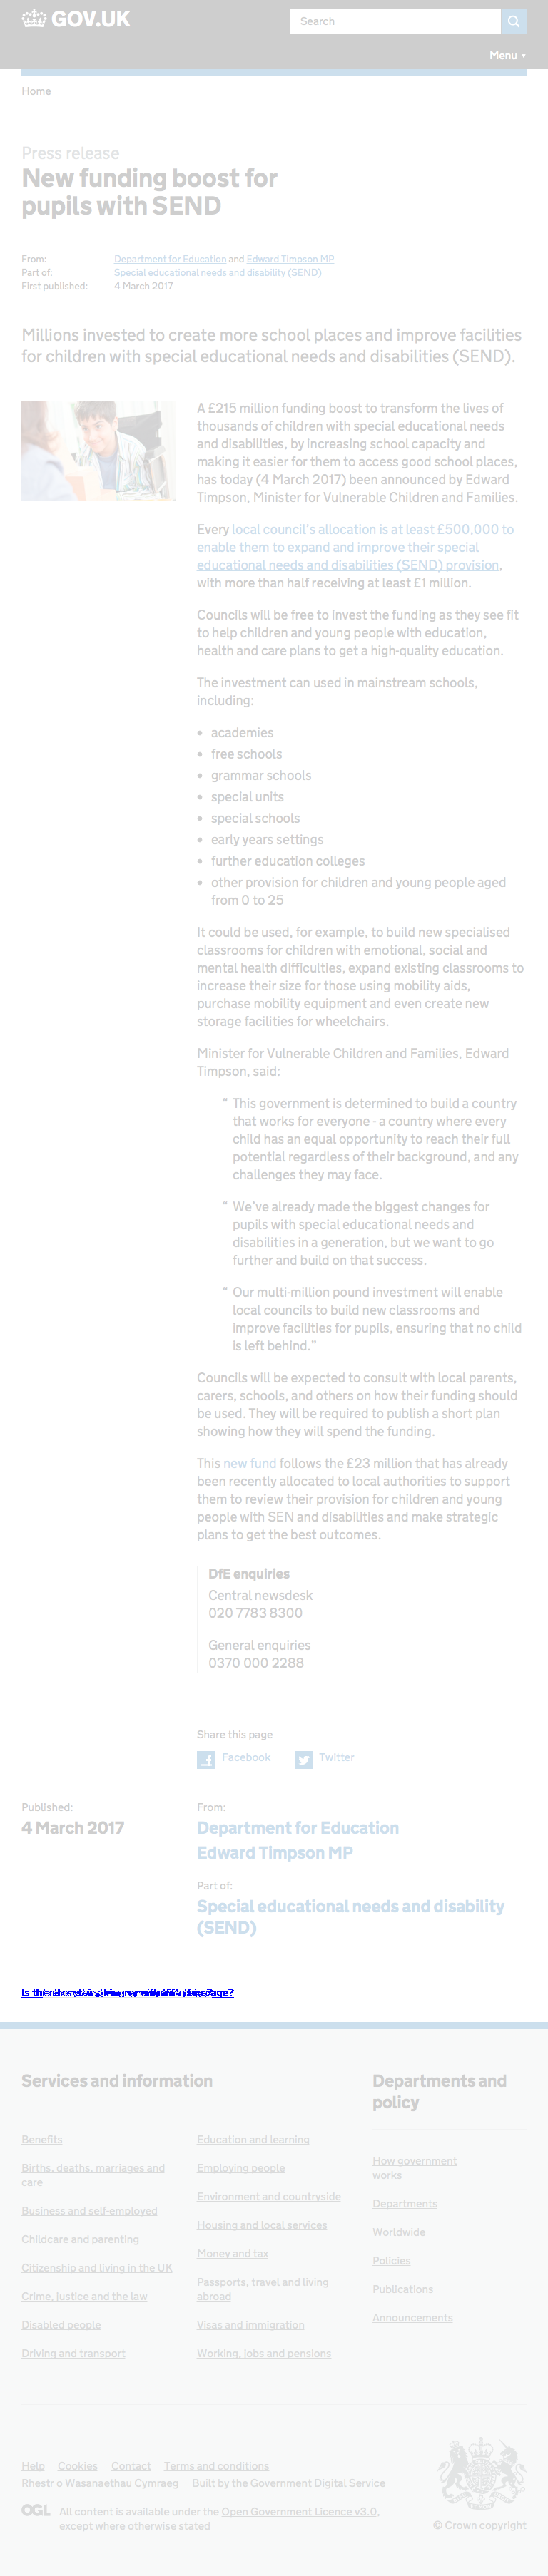 GOV.UK
Search
Menu ▼
Home
Press release
New funding boost for
pupils with SEND
From: Department for Education and Edward Timpson MP
Part of: Special educational needs and disability (SEND)
First published: 4 March 2017
Millions invested to create more school places and improve facilities
for children with special educational needs and disabilities (SEND).
A £215 million funding boost to transform the lives of
thousands of children with special educational needs
and disabilities, by increasing school capacity and
making it easier for them to access good school places,
has today (4 March 2017) been announced by Edward
Timpson, Minister for Vulnerable Children and Families.
Every local council's allocation is at least £500,000 to
enable them to expand and improve their special
educational needs and disabilities (SEND) provision,
with more than half receiving at least £1 million.
Councils will be free to invest the funding as they see fit
to help children and young people with education,
health and care plans to get a high-quality education.
The investment can used in mainstream schools,
including:
• academies
• free schools
• grammar schools
• special units
• special schools
• early years settings
• further education colleges
• other provision for children and young people aged
from 0 to 25
It could be used, for example, to build new specialised
classrooms for children with emotional, social and
mental health difficulties, expand existing classrooms to
increase their size for those using mobility aids,
purchase mobility equipment and even create new
storage facilities for wheelchairs.
Minister for Vulnerable Children and Families, Edward
Timpson, said:
“ This government is determined to build a country
that works for everyone - a country where every
child has an equal opportunity to reach their full
potential regardless of their background, and any
challenges they may face.
“ We've already made the biggest changes for
pupils with special educational needs and
disabilities in a generation, but we want to go
further and build on that success.
“ Our multi-million pound investment will enable
local councils to build new classrooms and
improve facilities for pupils, ensuring that no child
is left behind.”
Councils will be expected to consult with local parents,
carers, schools, and others on how their funding should
be used. They will be required to publish a short plan
showing how they will spend the funding.
This new fund follows the £23 million that has already
been recently allocated to local authorities to support
them to review their provision for children and young
people with SEN and disabilities and make strategic
plans to get the best outcomes.
DfE enquiries
Central newsdesk
020 7783 8300
General enquiries
0370 000 2288
Share this page
Facebook Twitter
Published:
4 March 2017
From:
Department for Education
Edward Timpson MP
Part of:
Special educational needs and disability
(SEND)
Services and information
Benefits
Births, deaths, marriages and
care
Business and self-employed
Childcare and parenting
Citizenship and living in the UK
Crime, justice and the law
Disabled people
Driving and transport
Education and learning
Employing people
Environment and countryside
Housing and local services
Money and tax
Passports, travel and living
abroad
Visas and immigration
Working, jobs and pensions
Departments and
policy
How government
works
Departments
Worldwide
Policies
Publications
Announcements
Help Cookies Contact Terms and conditions
Rhestr o Wasanaethau Cymraeg Built by the Government Digital Service
OGL All content is available under the Open Government Licence v3.0,
except where otherwise stated
© Crown copyright